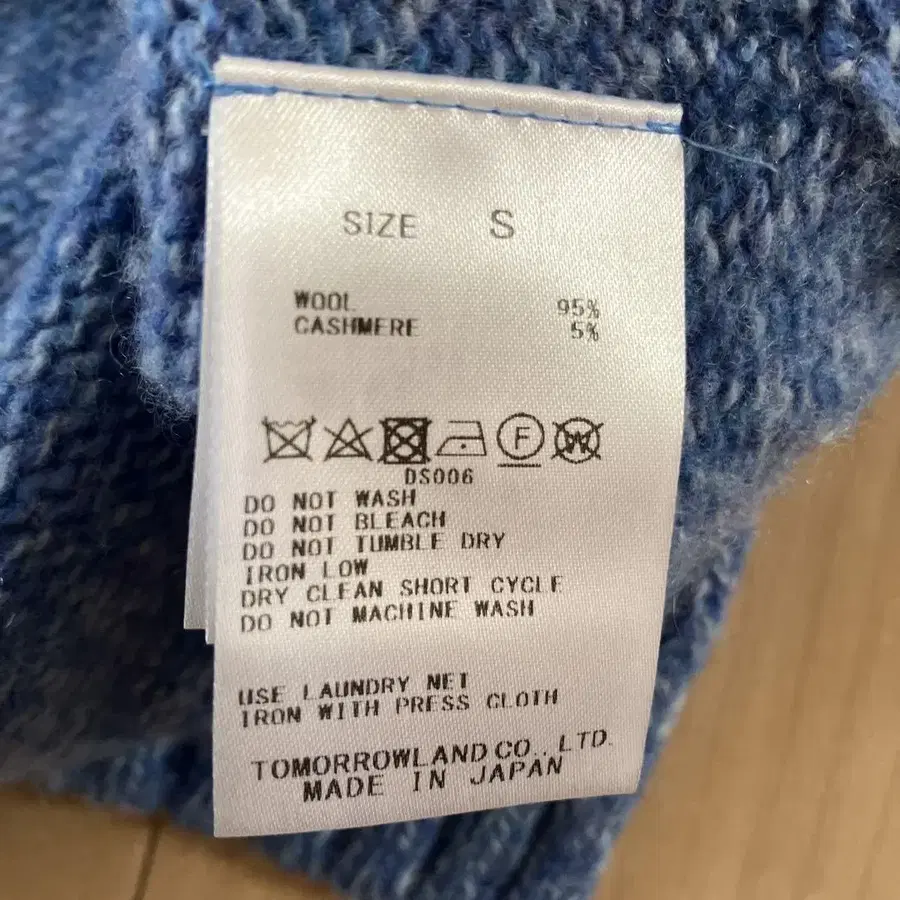 SIZE S
WOOL 95%
CASHMERE 5%
F W
DS006
DO NOT WASH
DO NOT BLEACH
DO NOT TUMBLE DRY
IRON LOW
DRY CLEAN SHORT CYCLE
DO NOT MACHINE WASH
USE LAUNDRY NET
IRON WITH PRESS CLOTH
TOMORROWLAND CO., LTD.
MADE IN JAPAN